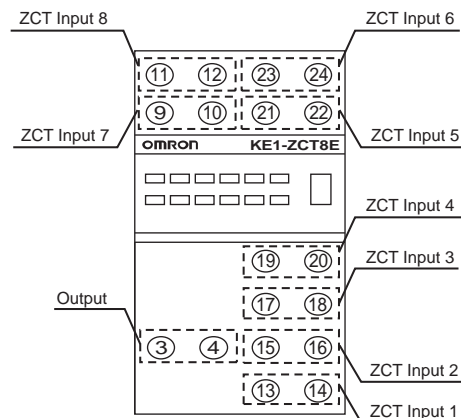 ZCT Input 8
ZCT Input 6
11 12 23 24
9 10 21 22
ZCT Input 7
ZCT Input 5
OMRON KE1-ZCT8E
ZCT Input 4
19 20
ZCT Input 3
17 18
Output
3 4 15 16
ZCT Input 2
13 14
ZCT Input 1